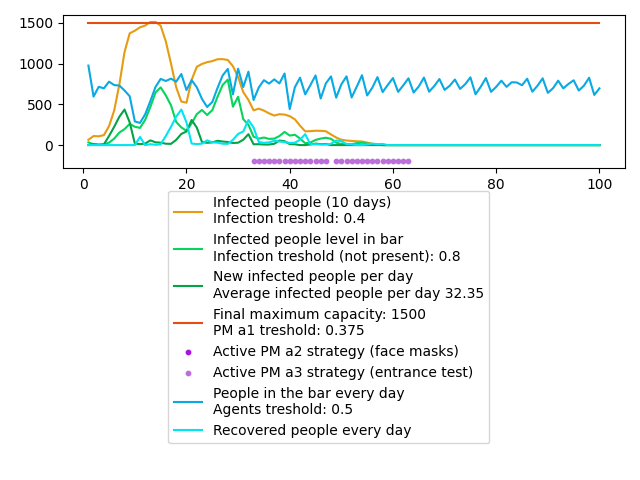 1500
1000
500
0
0
20
40
60
80
100
Infected people (10 days)
Infection treshold: 0.4
Infected people level in bar
Infection treshold (not present): 0.8
New infected people per day
Average infected people per day 32.35
Final maximum capacity: 1500
PM a1 treshold: 0.375
Active PM a2 strategy (face masks)
Active PM a3 strategy (entrance test)
People in the bar every day
Agents treshold: 0.5
Recovered people every day